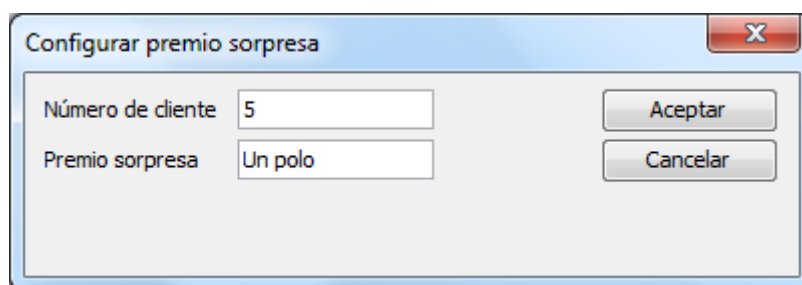 Configurar premio sorpresa
Número de cliente 5 Aceptar
Premio sorpresa Un polo Cancelar